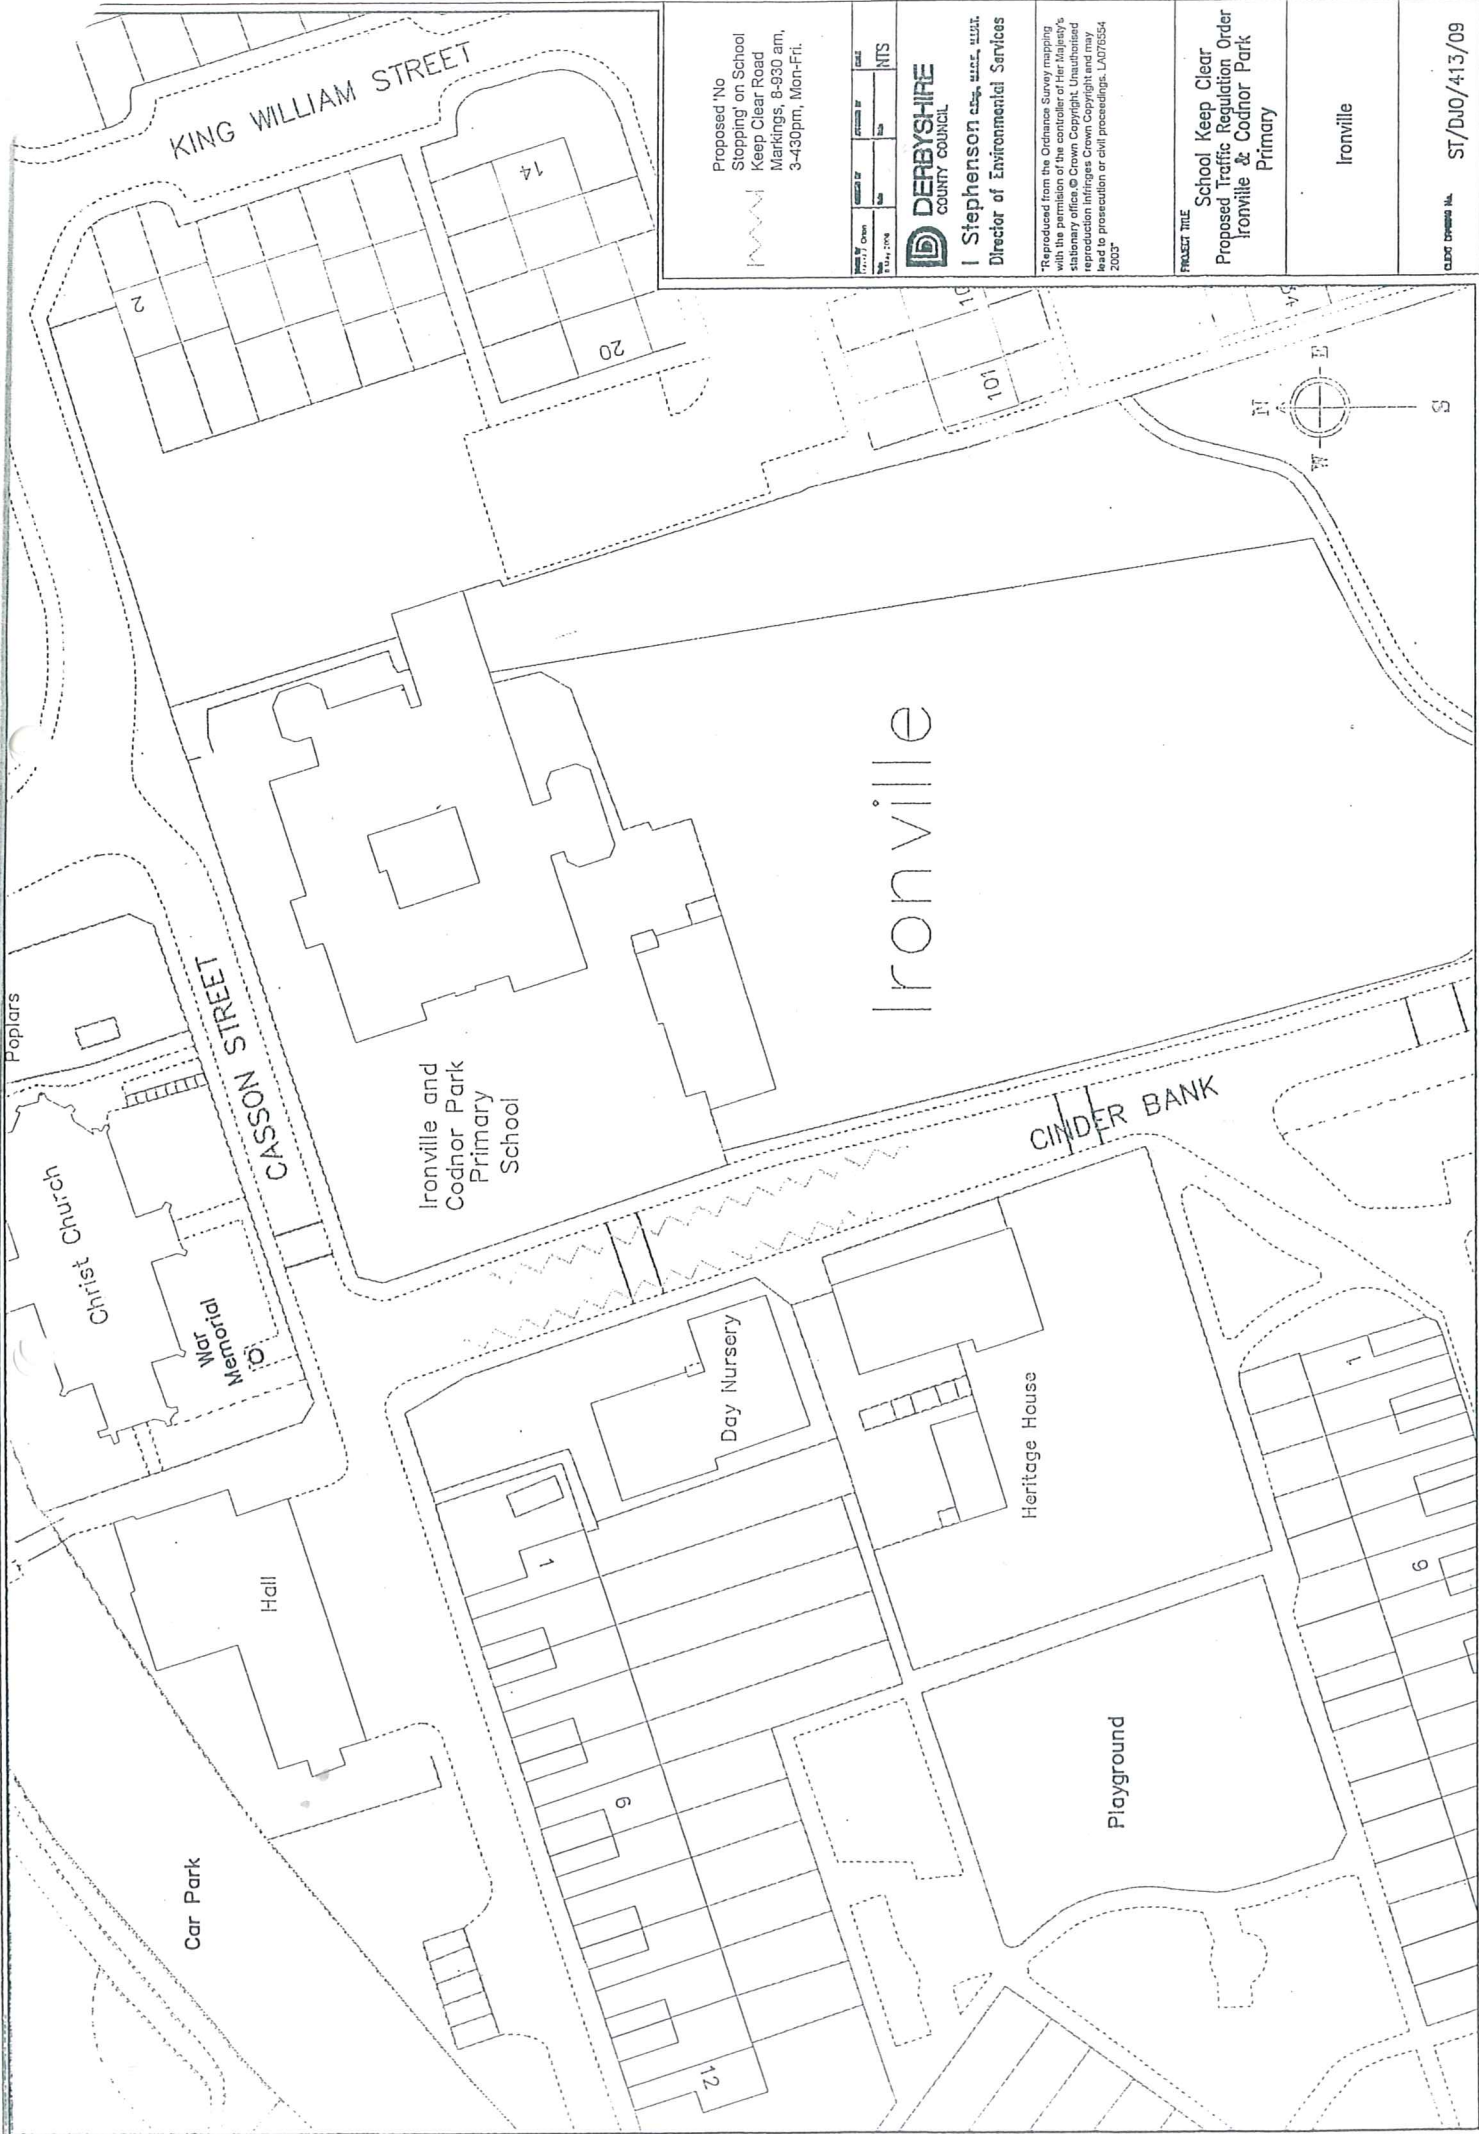 Poplars
KING WILLIAM STREET
2
14
20
101
10
Christ Church
War
Memorial
CASSON STREET
Hall
Car Park
Ironville and
Codnor Park
Primary
School
Ironville
CINDER BANK
Day Nursery
Heritage House
Playground
1
6
12
1
6
N
W
E
S
Proposed 'No
Stopping' on School
Keep Clear Road
Markings, 8-930 am,
3-430pm, Mon-Fri.
NTS
DERBYSHIRE
COUNTY COUNCIL
I Stephenson
Director of Environmental Services
"Reproduced from the Ordnance Survey mapping
with the permision of the controller of Her Majesty's
stationary office,© Crown Copyright. Unauthorised
reproduction infringes Crown Copyright and may
lead to prosecution or civil proceedings. LA076554
2003"
PROJECT TITLE
School Keep Clear
Proposed Traffic Regulation Order
Ironville & Codnor Park
Primary
Ironville
ST/DJO/413/09